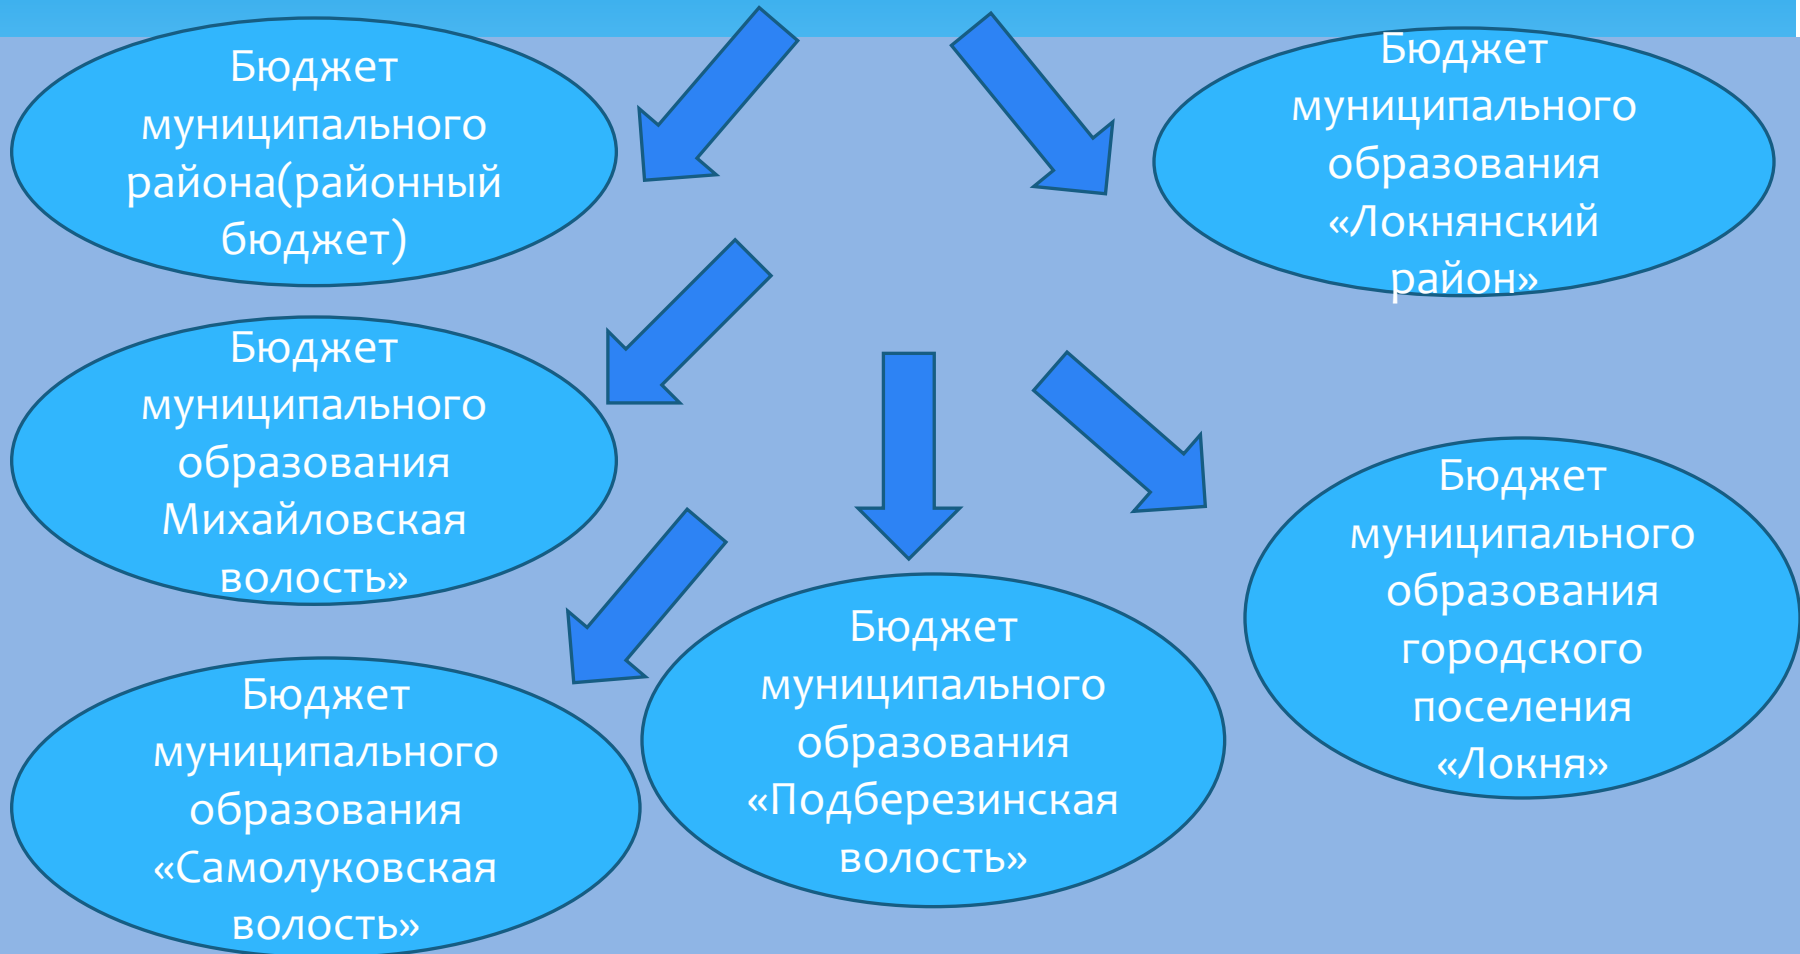 Бюджет
муниципального
района(районный
бюджет)
Бюджет
муниципального
образования
«Локнянский
район»
Бюджет
муниципального
образования
Михайловская
волость»
Бюджет
муниципального
образования
городского
поселения
«Локня»
Бюджет
муниципального
образования
«Самолуковская
волость»
Бюджет
муниципального
образования
«Подберезинская
волость»